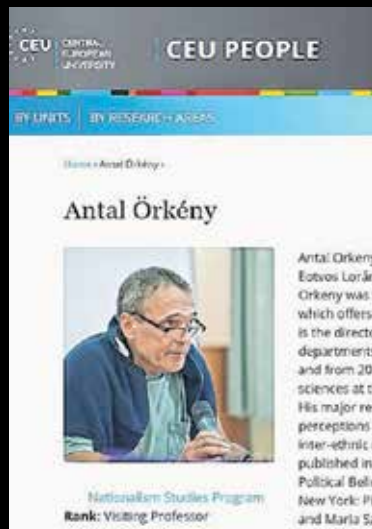 CEU CENTRAL
EUROPEAN
UNIVERSITY
CEU PEOPLE
BY UNITS BY RESEARCH AREAS
Home » Antal Örkény »
Antal Örkény
Antal Orkeny
Eotvos Lorán
Orkeny was
which offers
is the directo
departments
and from 20
sciences at t
His major re
perceptions
inter-ethnic
published in
Political Beli
New York: P
and Maria S
Nationalism Studies Program
Rank: Visiting Professor